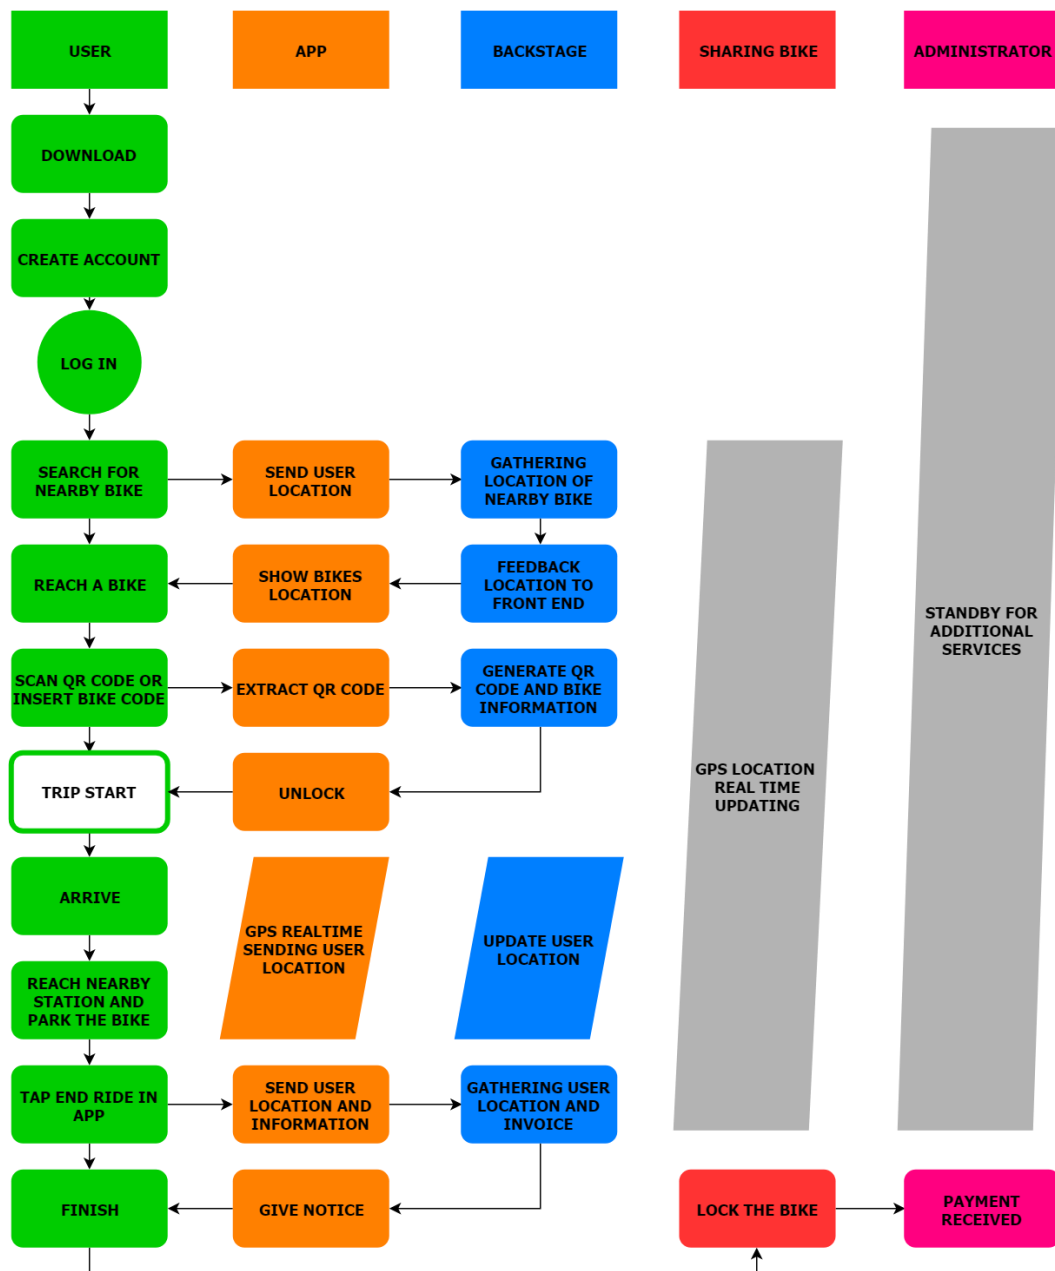 USER
APP
BACKSTAGE
SHARING BIKE
ADMINISTRATOR
DOWNLOAD
CREATE ACCOUNT
LOG IN
SEARCH FOR
NEARBY BIKE
SEND USER
LOCATION
GATHERING
LOCATION OF
NEARBY BIKE
REACH A BIKE
SHOW BIKES
LOCATION
FEEDBACK
LOCATION TO
FRONT END
STANDBY FOR
ADDITIONAL
SERVICES
SCAN QR CODE OR
INSERT BIKE CODE
EXTRACT QR CODE
GENERATE QR
CODE AND BIKE
INFORMATION
TRIP START
UNLOCK
GPS LOCATION
REAL TIME
UPDATING
ARRIVE
GPS REALTIME
SENDING USER
LOCATION
UPDATE USER
LOCATION
REACH NEARBY
STATION AND
PARK THE BIKE
TAP END RIDE IN
APP
SEND USER
LOCATION AND
INFORMATION
GATHERING USER
LOCATION AND
INVOICE
FINISH
GIVE NOTICE
LOCK THE BIKE
PAYMENT
RECEIVED